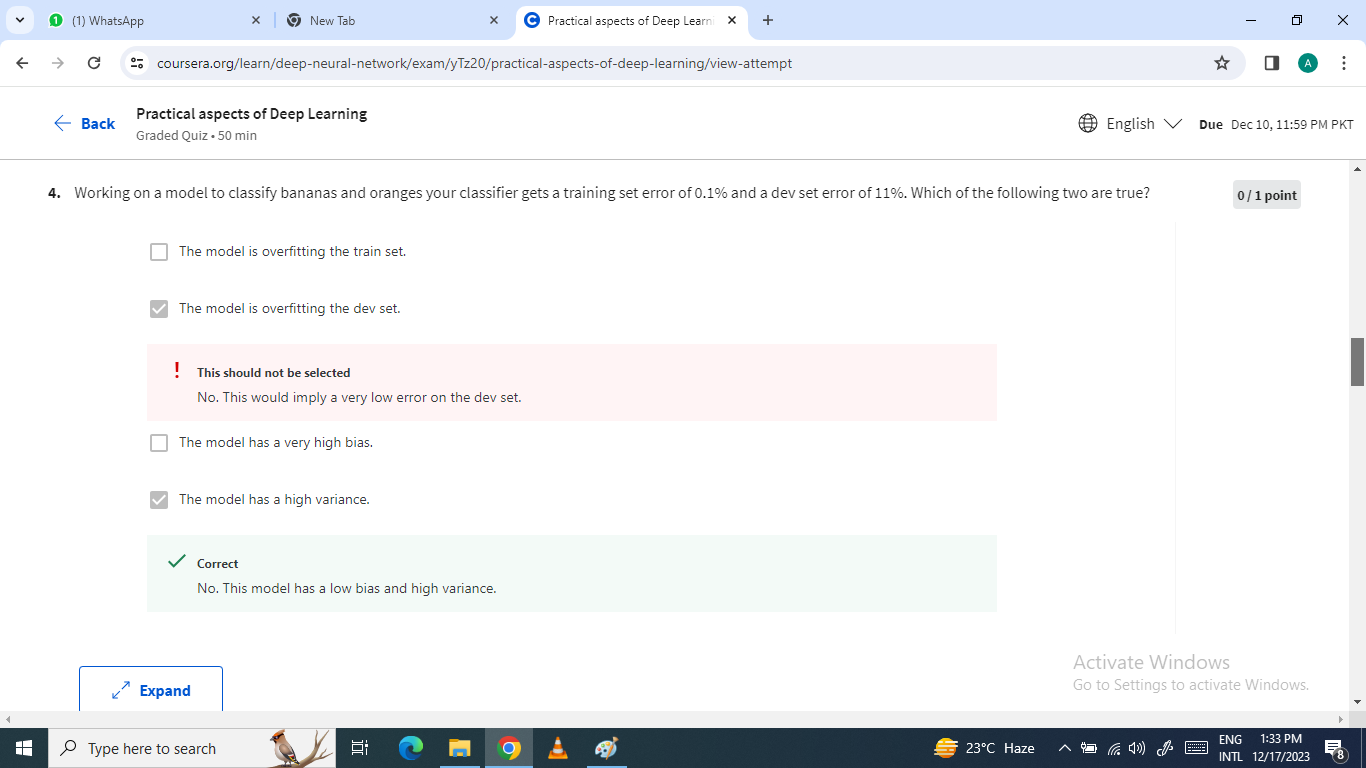 (1) WhatsApp
New Tab
Practical aspects of Deep Learn
coursera.org/learn/deep-neural-network/exam/yTz20/practical-aspects-of-deep-learning/view-attempt
A
Back
Practical aspects of Deep Learning
Graded Quiz • 50 min
English
Due Dec 10, 11:59 PM PKT
4. Working on a model to classify bananas and oranges your classifier gets a training set error of 0.1% and a dev set error of 11%. Which of the following two are true?
0 / 1 point
The model is overfitting the train set.
The model is overfitting the dev set.
! This should not be selected
No. This would imply a very low error on the dev set.
The model has a very high bias.
The model has a high variance.
Correct
No. This model has a low bias and high variance.
Expand
Activate Windows
Go to Settings to activate Windows.
Type here to search
23°C Haze
ENG
INTL
1:33 PM
12/17/2023
8